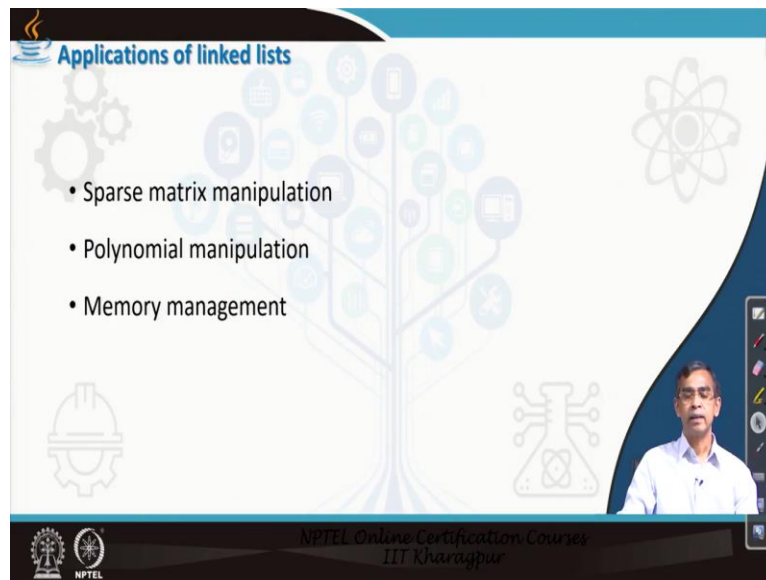 Applications of linked lists
• Sparse matrix manipulation
• Polynomial manipulation
• Memory management
NPTEL Online Certification Courses
IIT Kharagpur
NPTEL